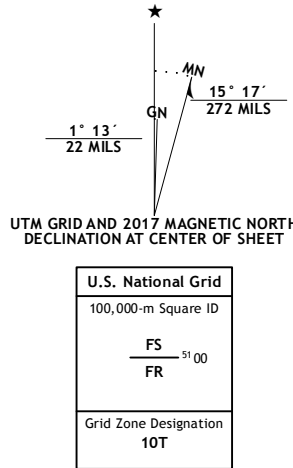 ★
MN
GN
15° 17´
272 MILS
1° 13´
22 MILS
UTM GRID AND 2017 MAGNETIC NORTH
DECLINATION AT CENTER OF SHEET
U.S. National Grid
100,000-m Square ID
FS
51 00
FR
Grid Zone Designation
10T